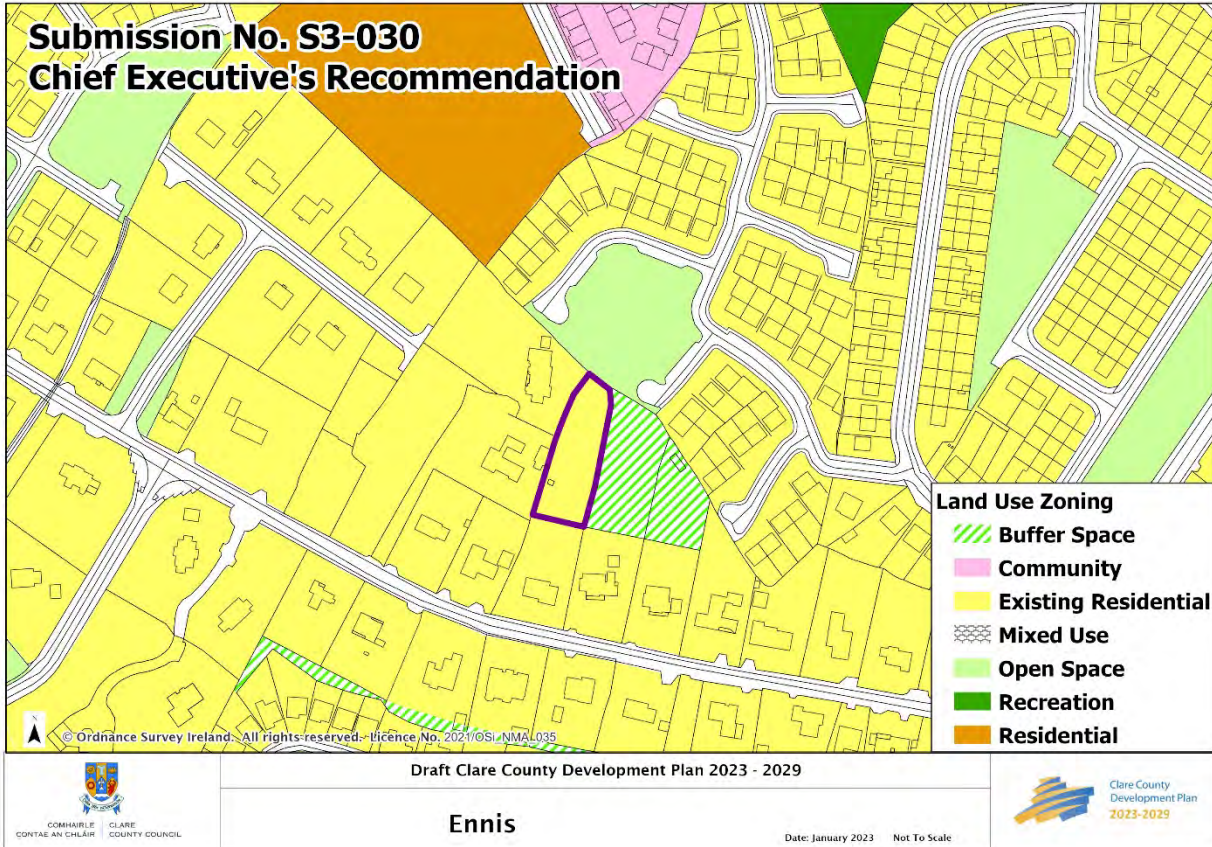 Submission No. S3-030
Chief Executive's Recommendation
Land Use Zoning
Buffer Space
Community
Existing Residential
Mixed Use
Open Space
Recreation
Residential
N
© Ordnance Survey Ireland. All rights reserved. Licence No. 2021/OSi_NMA_035
COMHAIRLE CONTAE AN CHLÁIR
CLARE COUNTY COUNCIL
Draft Clare County Development Plan 2023 - 2029
Ennis
Date: January 2023 Not To Scale
Clare County
Development Plan
2023-2029